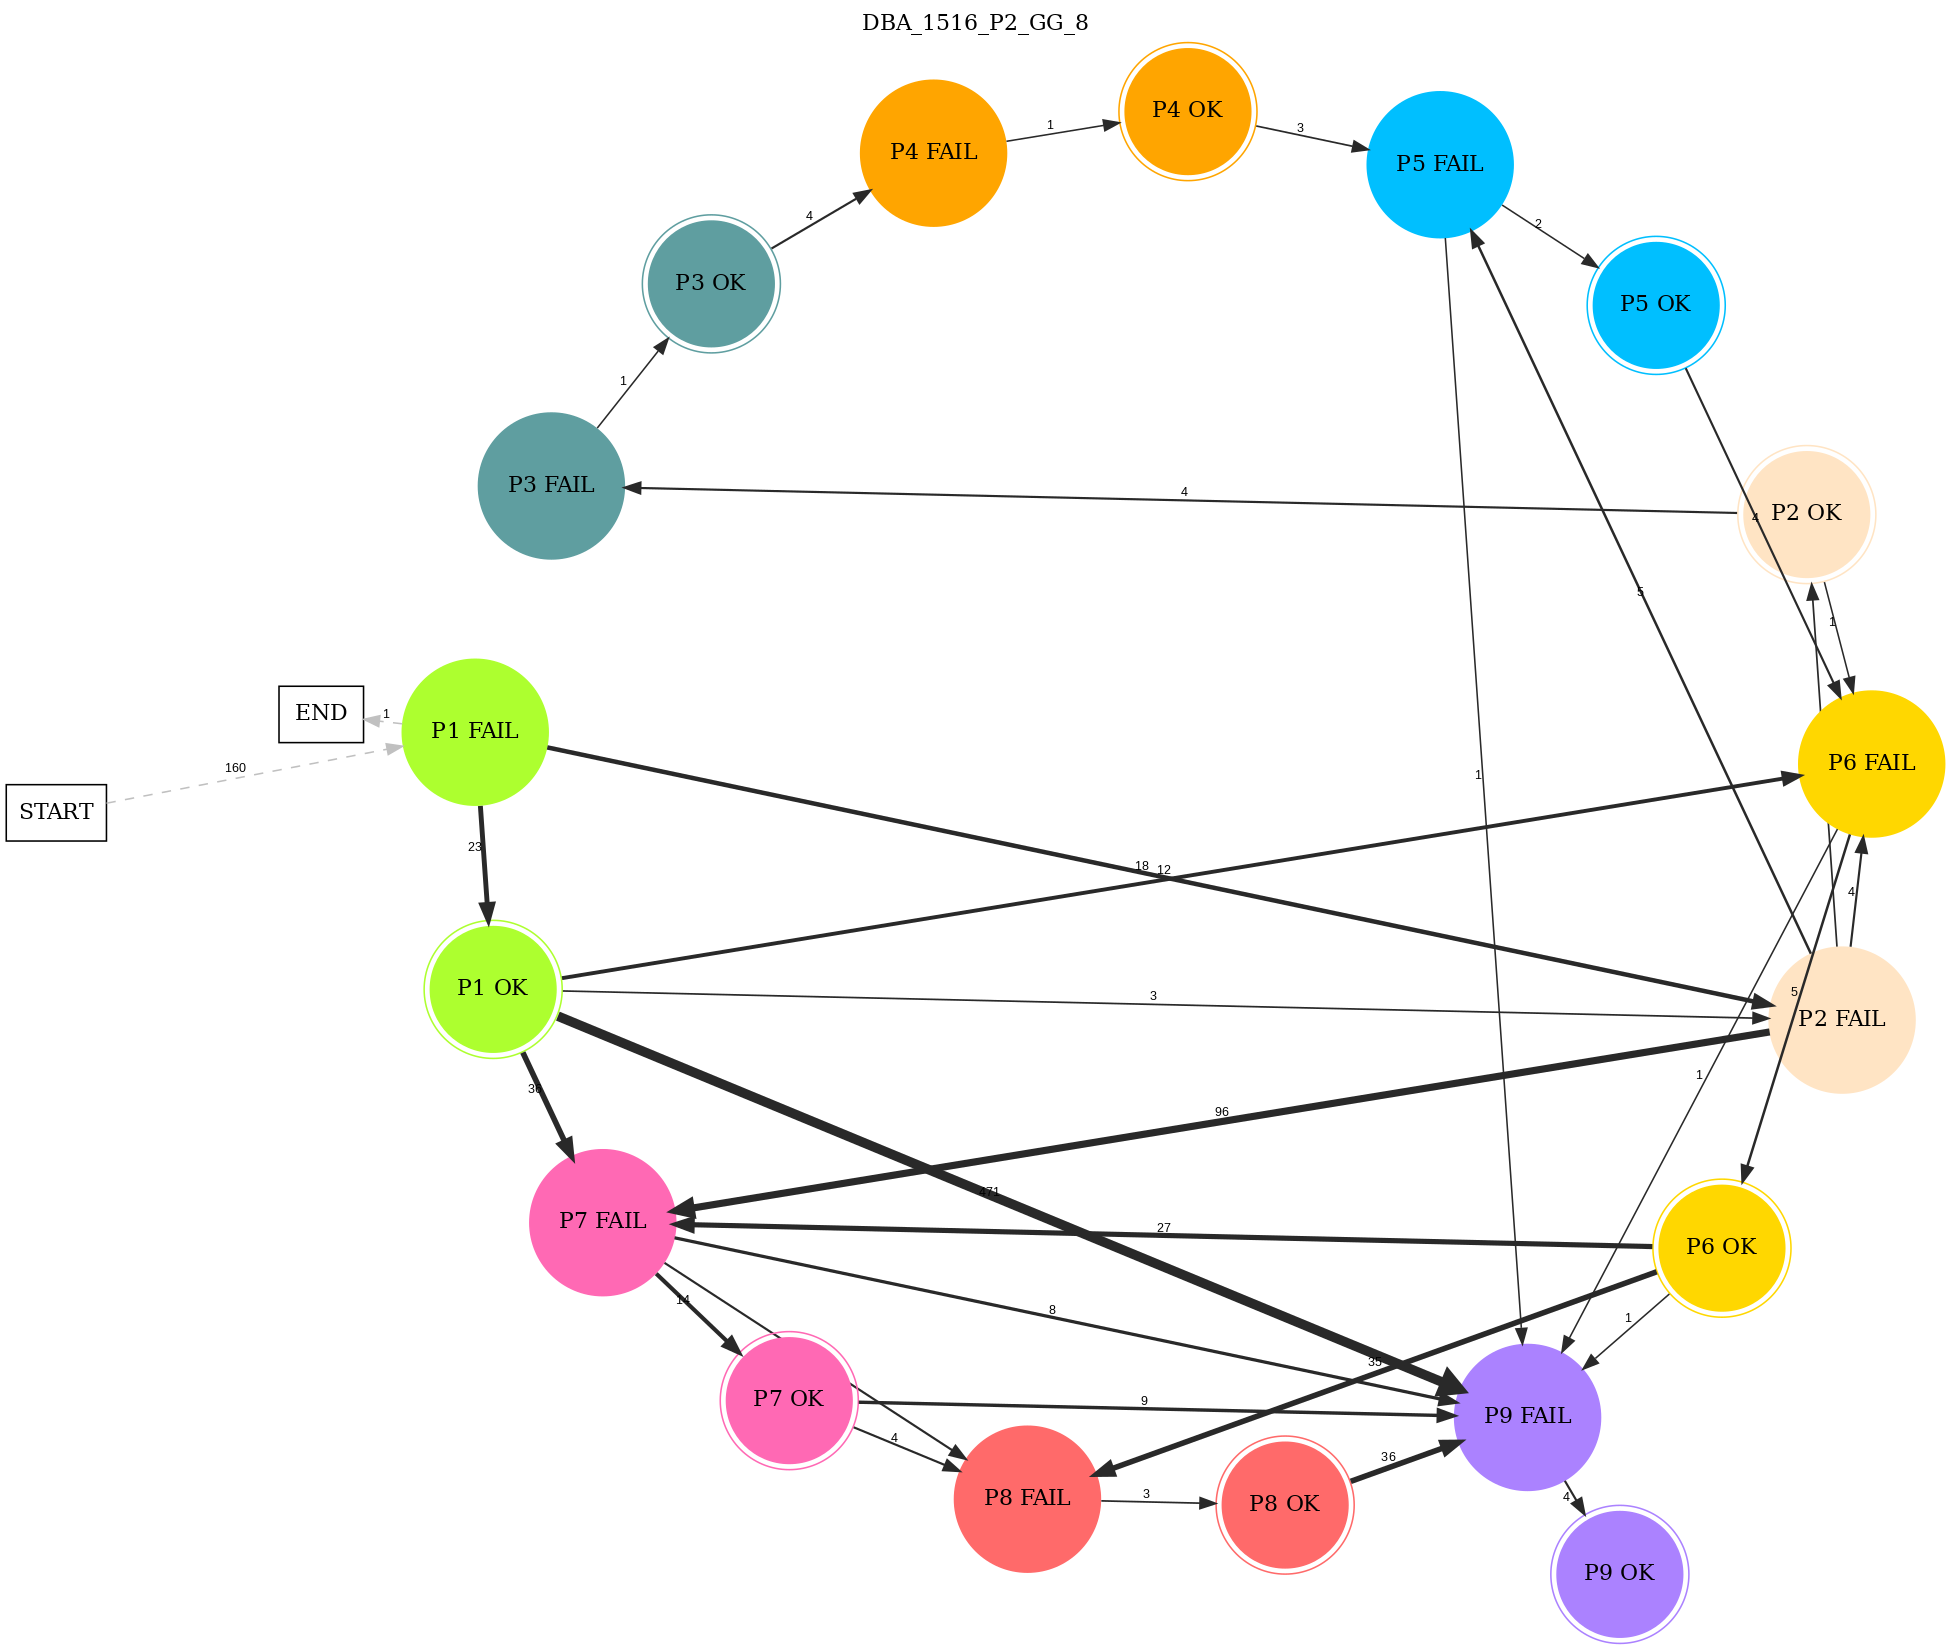 DBA_1516_P2_GG_8
P4 OK
P4 FAIL
1
3
P5 FAIL
4
2
P3 OK
P5 OK
1
P3 FAIL
4
4
P2 OK
5
1
END
1
P1 FAIL
160
START
1
P6 FAIL
23
18
12
4
P1 OK
3
5
P2 FAIL
36
1
96
471
P7 FAIL
27
P6 OK
14
8
35
1
P7 OK
9
4
P9 FAIL
36
P8 FAIL
3
P8 OK
4
P9 OK